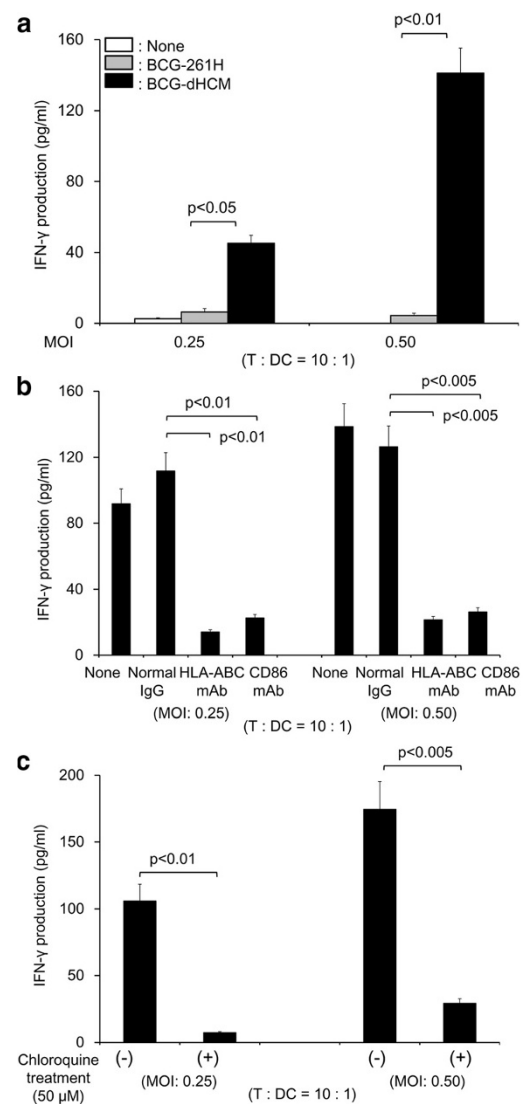 a
p<0.01
160
: None
: BCG-261H
: BCG-dHCM
120
IFN-γ production (pg/ml)
80
p<0.05
40
0
MOI 0.25 0.50
(T : DC = 10 : 1)
b
160
p<0.005
p<0.01
p<0.005
p<0.01
120
IFN-γ production (pg/ml)
80
40
0
None Normal HLA-ABC CD86 None Normal HLA-ABC CD86
IgG mAb mAb IgG mAb mAb
(MOI: 0.25) (MOI: 0.50)
(T : DC = 10 : 1)
c
200
p<0.005
150
p<0.01
IFN-γ production (pg/ml)
100
50
0
Chloroquine (-) (+) (-) (+)
treatment (MOI: 0.25) (MOI: 0.50)
(50 μM) (T : DC = 10 : 1)